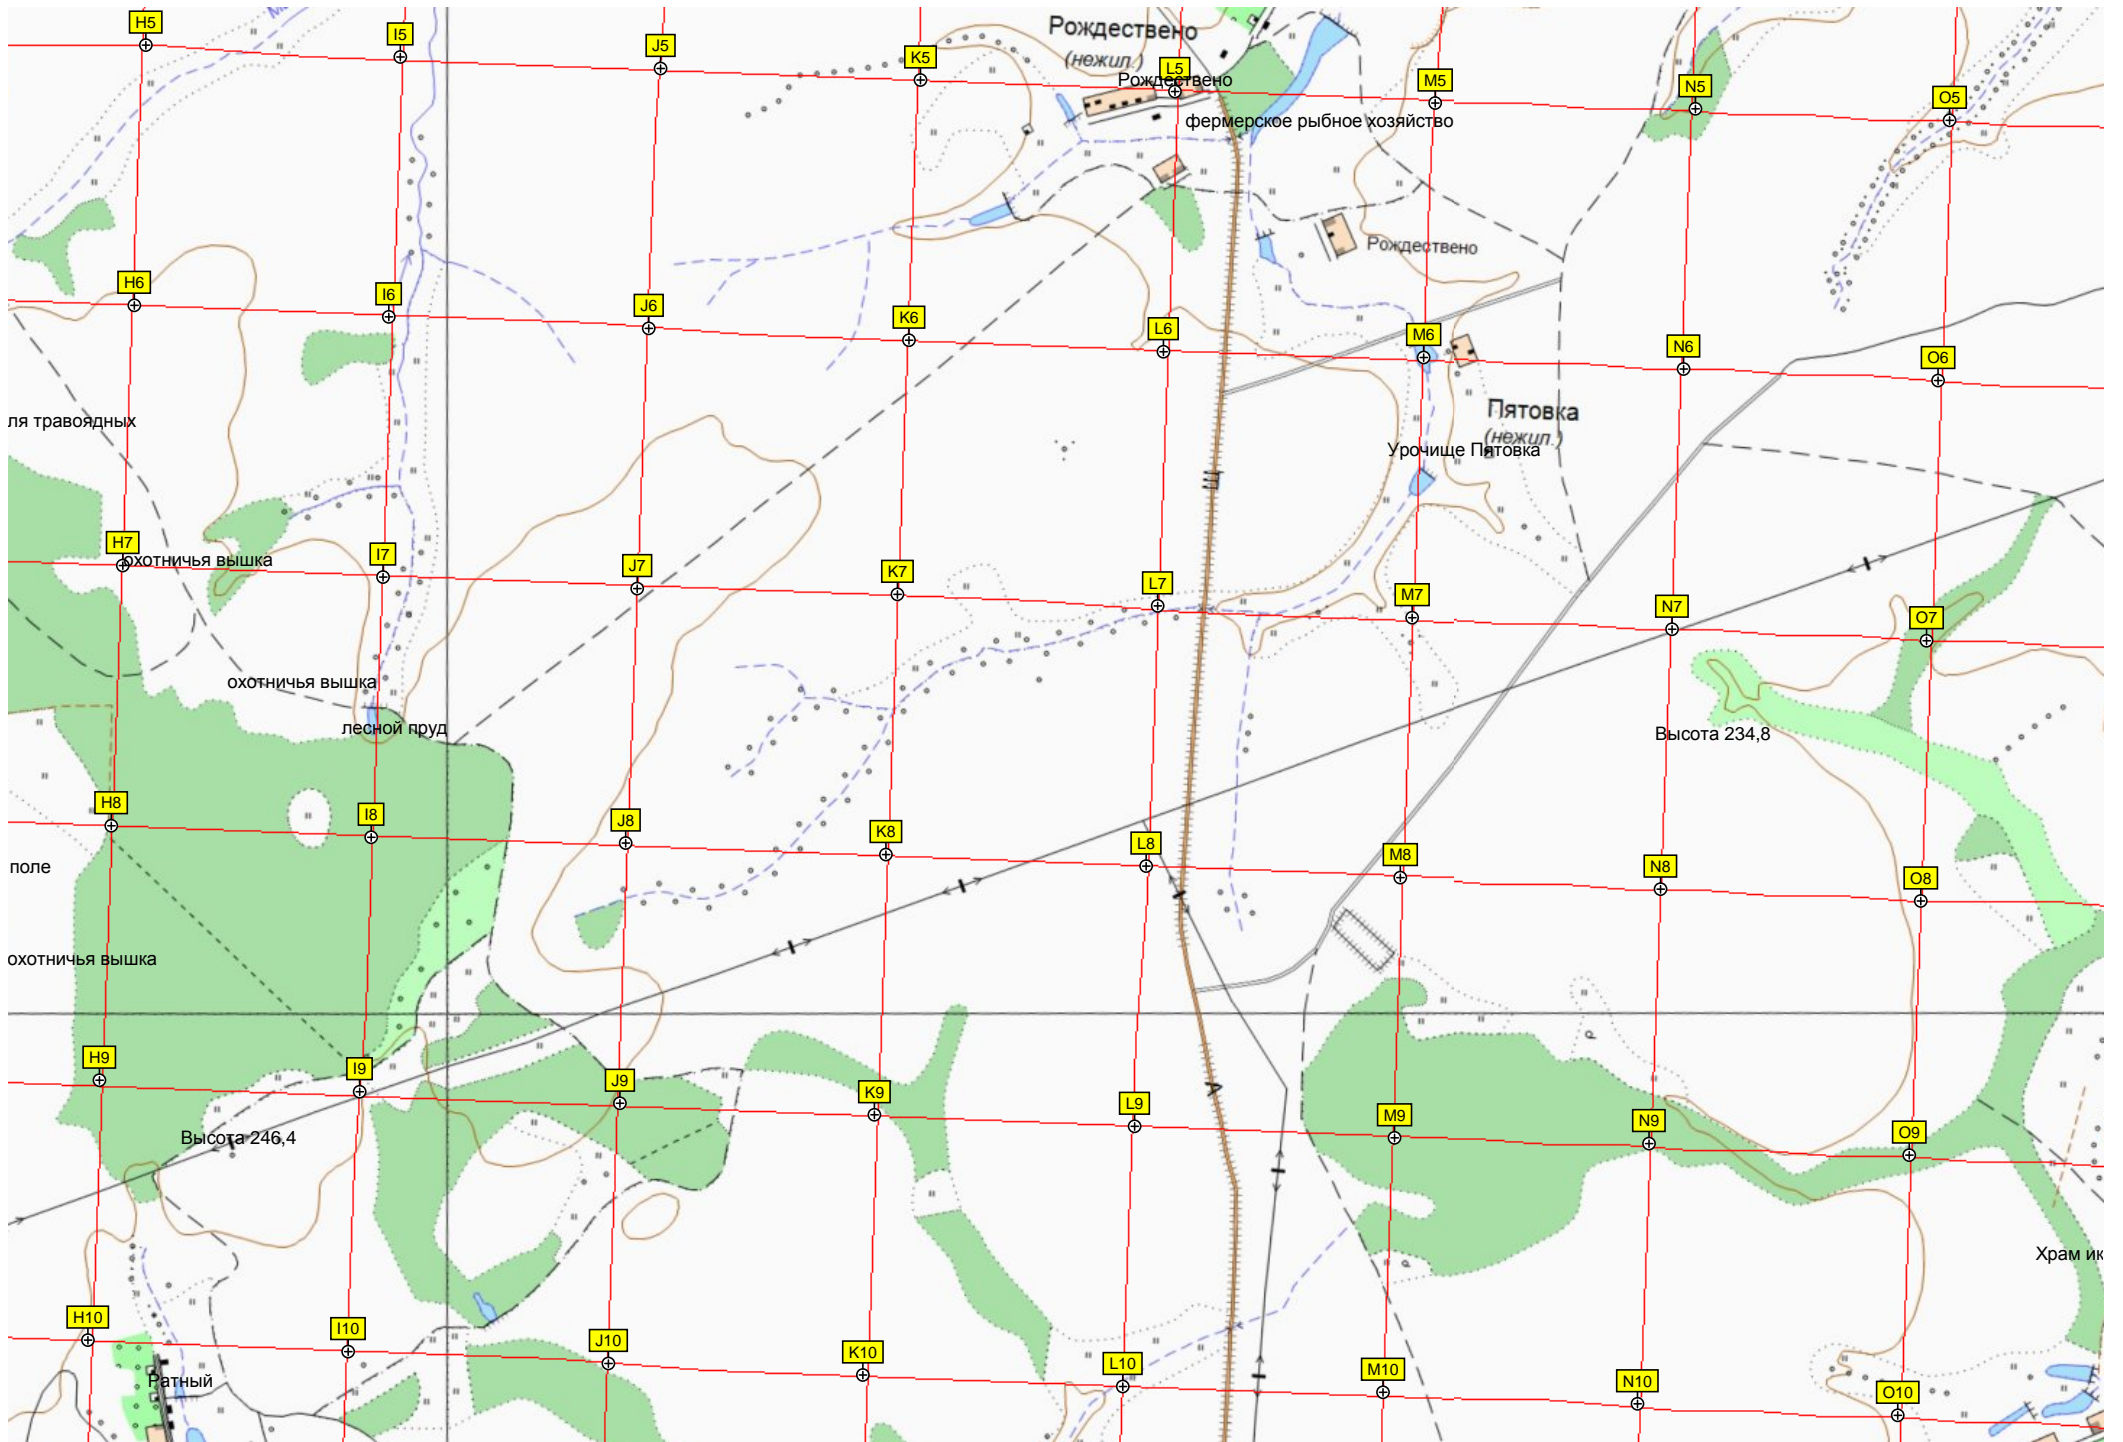 H5
I5
J5
K5
Рождествено
(нежил.)
L5
Рождествено
M5
N5
O5
фермерское рыбное хозяйство
Рождествено
H6
I6
J6
K6
L6
M6
N6
O6
ля травоядных
Пятовка
(нежил.)
Урочище Пятовка
Щ
H7
охотничья вышка
I7
J7
K7
L7
M7
N7
O7
охотничья вышка
лесной пруд
Высота 234,8
H8
I8
J8
K8
L8
M8
N8
O8
поле
охотничья вышка
H9
I9
J9
K9
А
L9
M9
N9
O9
Высота 246,4
Храм ик
H10
I10
J10
K10
L10
M10
N10
O10
Ратный